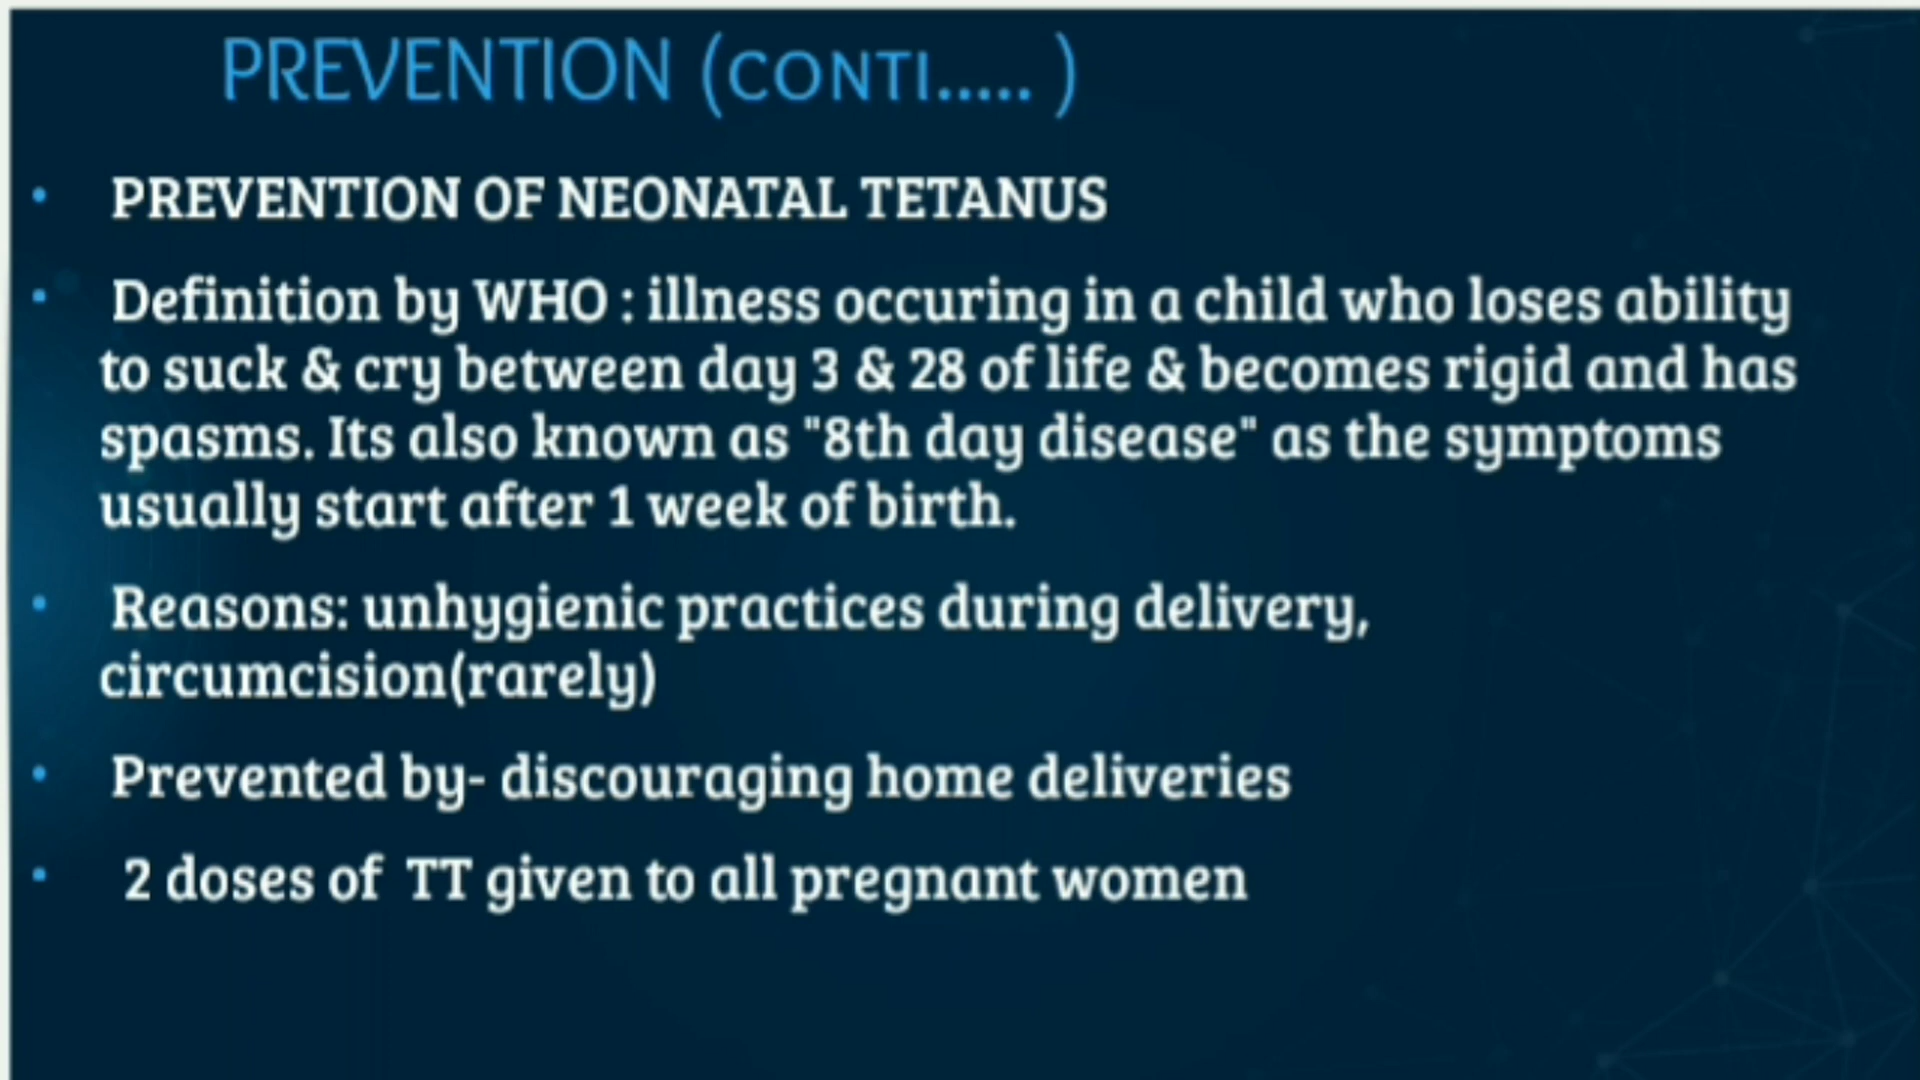 PREVENTION (CONTI..... )
• PREVENTION OF NEONATAL TETANUS
• Definition by WHO : illness occuring in a child who loses ability
to suck & cry between day 3 & 28 of life & becomes rigid and has
spasms. Its also known as "8th day disease" as the symptoms
usually start after 1 week of birth.
• Reasons: unhygienic practices during delivery,
circumcision(rarely)
• Prevented by- discouraging home deliveries
• 2 doses of TT given to all pregnant women